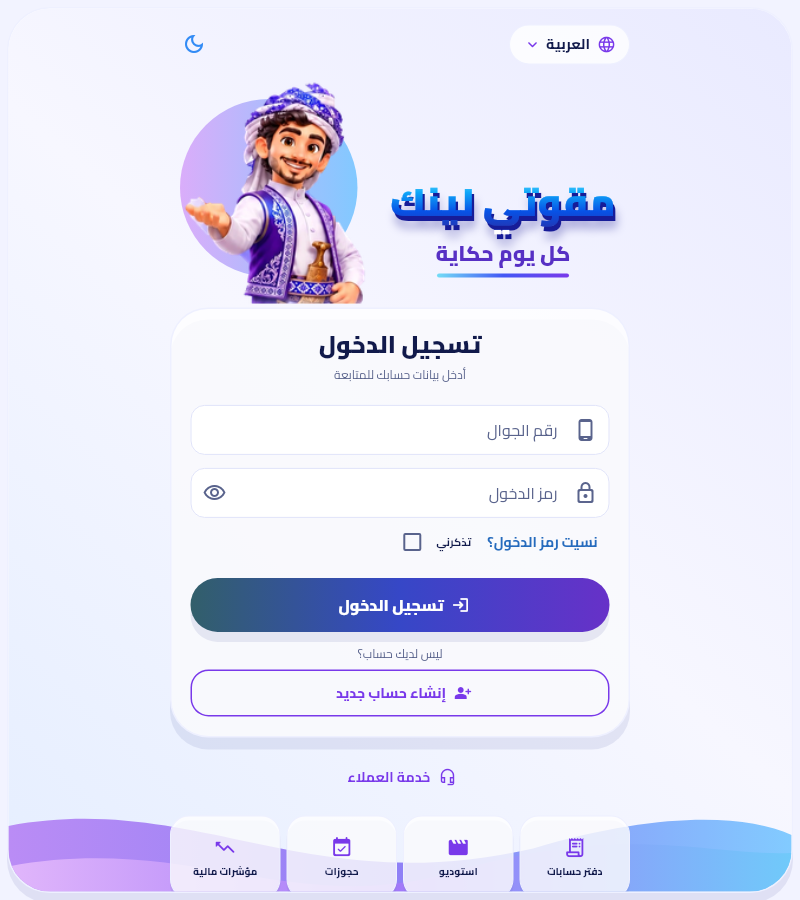 العربية
مقوتي لينك
كل يوم حكاية
تسجيل الدخول
أدخل بيانات حسابك للمتابعة
رقم الجوال
رمز الدخول
نسيت رمز الدخول؟
تذكرني
تسجيل الدخول
ليس لديك حساب؟
إنشاء حساب جديد
خدمة العملاء
دفتر حسابات
استوديو
حجوزات
مؤشرات مالية